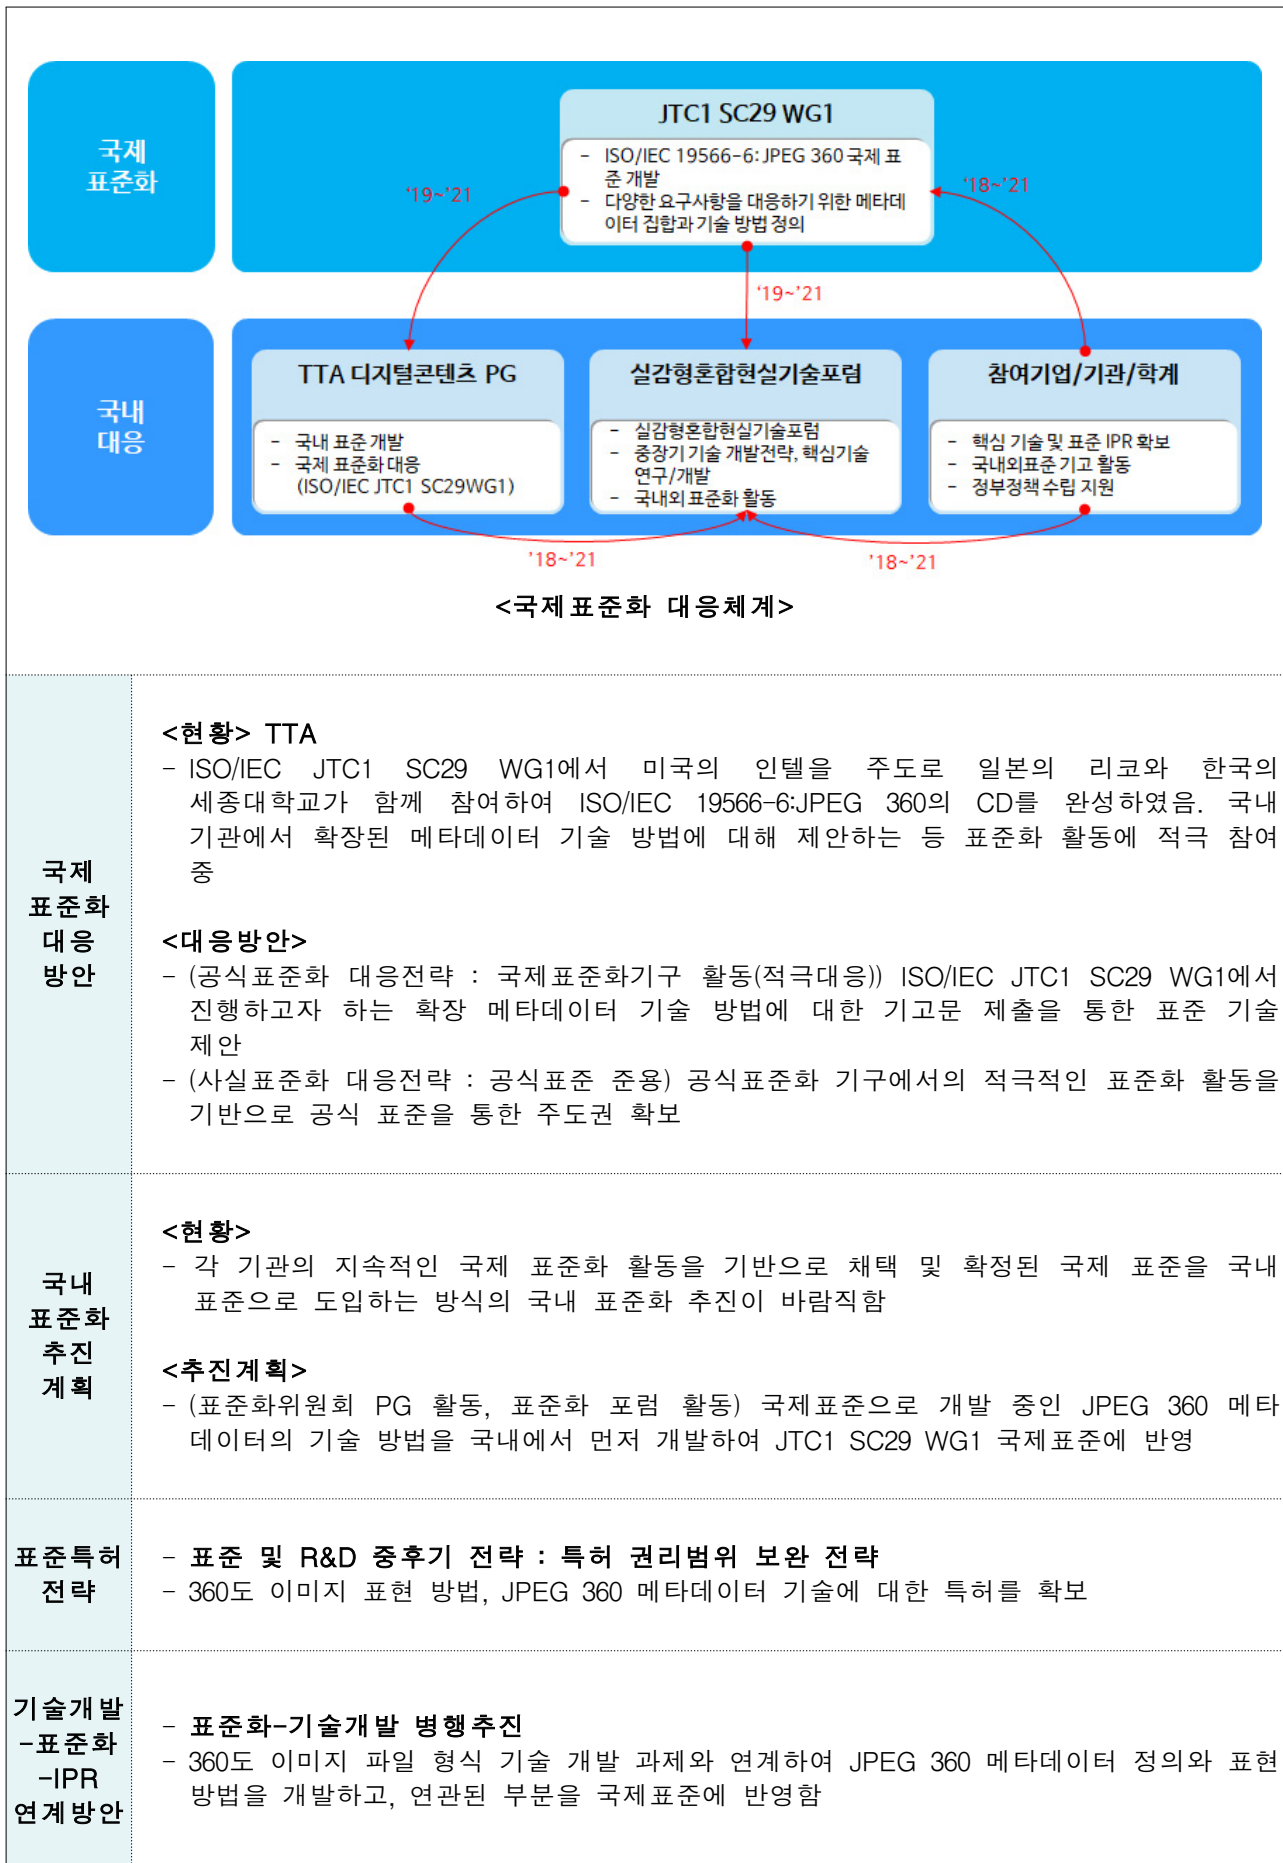 국제
표준화
JTC1 SC29 WG1
- ISO/IEC 19566-6: JPEG 360 국제 표
준 개발
- 다양한 요구사항을 대응하기 위한 메타데
이터 집합과 기술 방법 정의
'19~'21
'18~'21
'19~'21
국내
대응
TTA 디지털콘텐츠 PG
- 국내 표준 개발
- 국제 표준화 대응
(ISO/IEC JTC1 SC29WG1)
실감형혼합현실기술포럼
- 실감형혼합현실기술포럼
- 중장기 기술 개발전략, 핵심기술
연구/개발
- 국내외 표준화 활동
참여기업/기관/학계
- 핵심 기술 및 표준 IPR 확보
- 국내외표준 기고 활동
- 정부정책 수립 지원
'18~'21
'18~'21
<국제표준화 대응체계>
국제
표준화
대응
방안
<현황> TTA
- ISO/IEC JTC1 SC29 WG1에서 미국의 인텔을 주도로 일본의 리코와 한국의
세종대학교가 함께 참여하여 ISO/IEC 19566-6:JPEG 360의 CD를 완성하였음. 국내
기관에서 확장된 메타데이터 기술 방법에 대해 제안하는 등 표준화 활동에 적극 참여
중
<대응방안>
- (공식표준화 대응전략 : 국제표준화기구 활동(적극대응)) ISO/IEC JTC1 SC29 WG1에서
진행하고자 하는 확장 메타데이터 기술 방법에 대한 기고문 제출을 통한 표준 기술
제안
- (사실표준화 대응전략 : 공식표준 준용) 공식표준화 기구에서의 적극적인 표준화 활동을
기반으로 공식 표준을 통한 주도권 확보
국내
표준화
추진
계획
<현황>
- 각 기관의 지속적인 국제 표준화 활동을 기반으로 채택 및 확정된 국제 표준을 국내
표준으로 도입하는 방식의 국내 표준화 추진이 바람직함
<추진계획>
- (표준화위원회 PG 활동, 표준화 포럼 활동) 국제표준으로 개발 중인 JPEG 360 메타
데이터의 기술 방법을 국내에서 먼저 개발하여 JTC1 SC29 WG1 국제표준에 반영
표준특허
전략
- 표준 및 R&D 중후기 전략 : 특허 권리범위 보완 전략
- 360도 이미지 표현 방법, JPEG 360 메타데이터 기술에 대한 특허를 확보
기술개발
-표준화
-IPR
연계방안
- 표준화-기술개발 병행추진
- 360도 이미지 파일 형식 기술 개발 과제와 연계하여 JPEG 360 메타데이터 정의와 표현
방법을 개발하고, 연관된 부분을 국제표준에 반영함